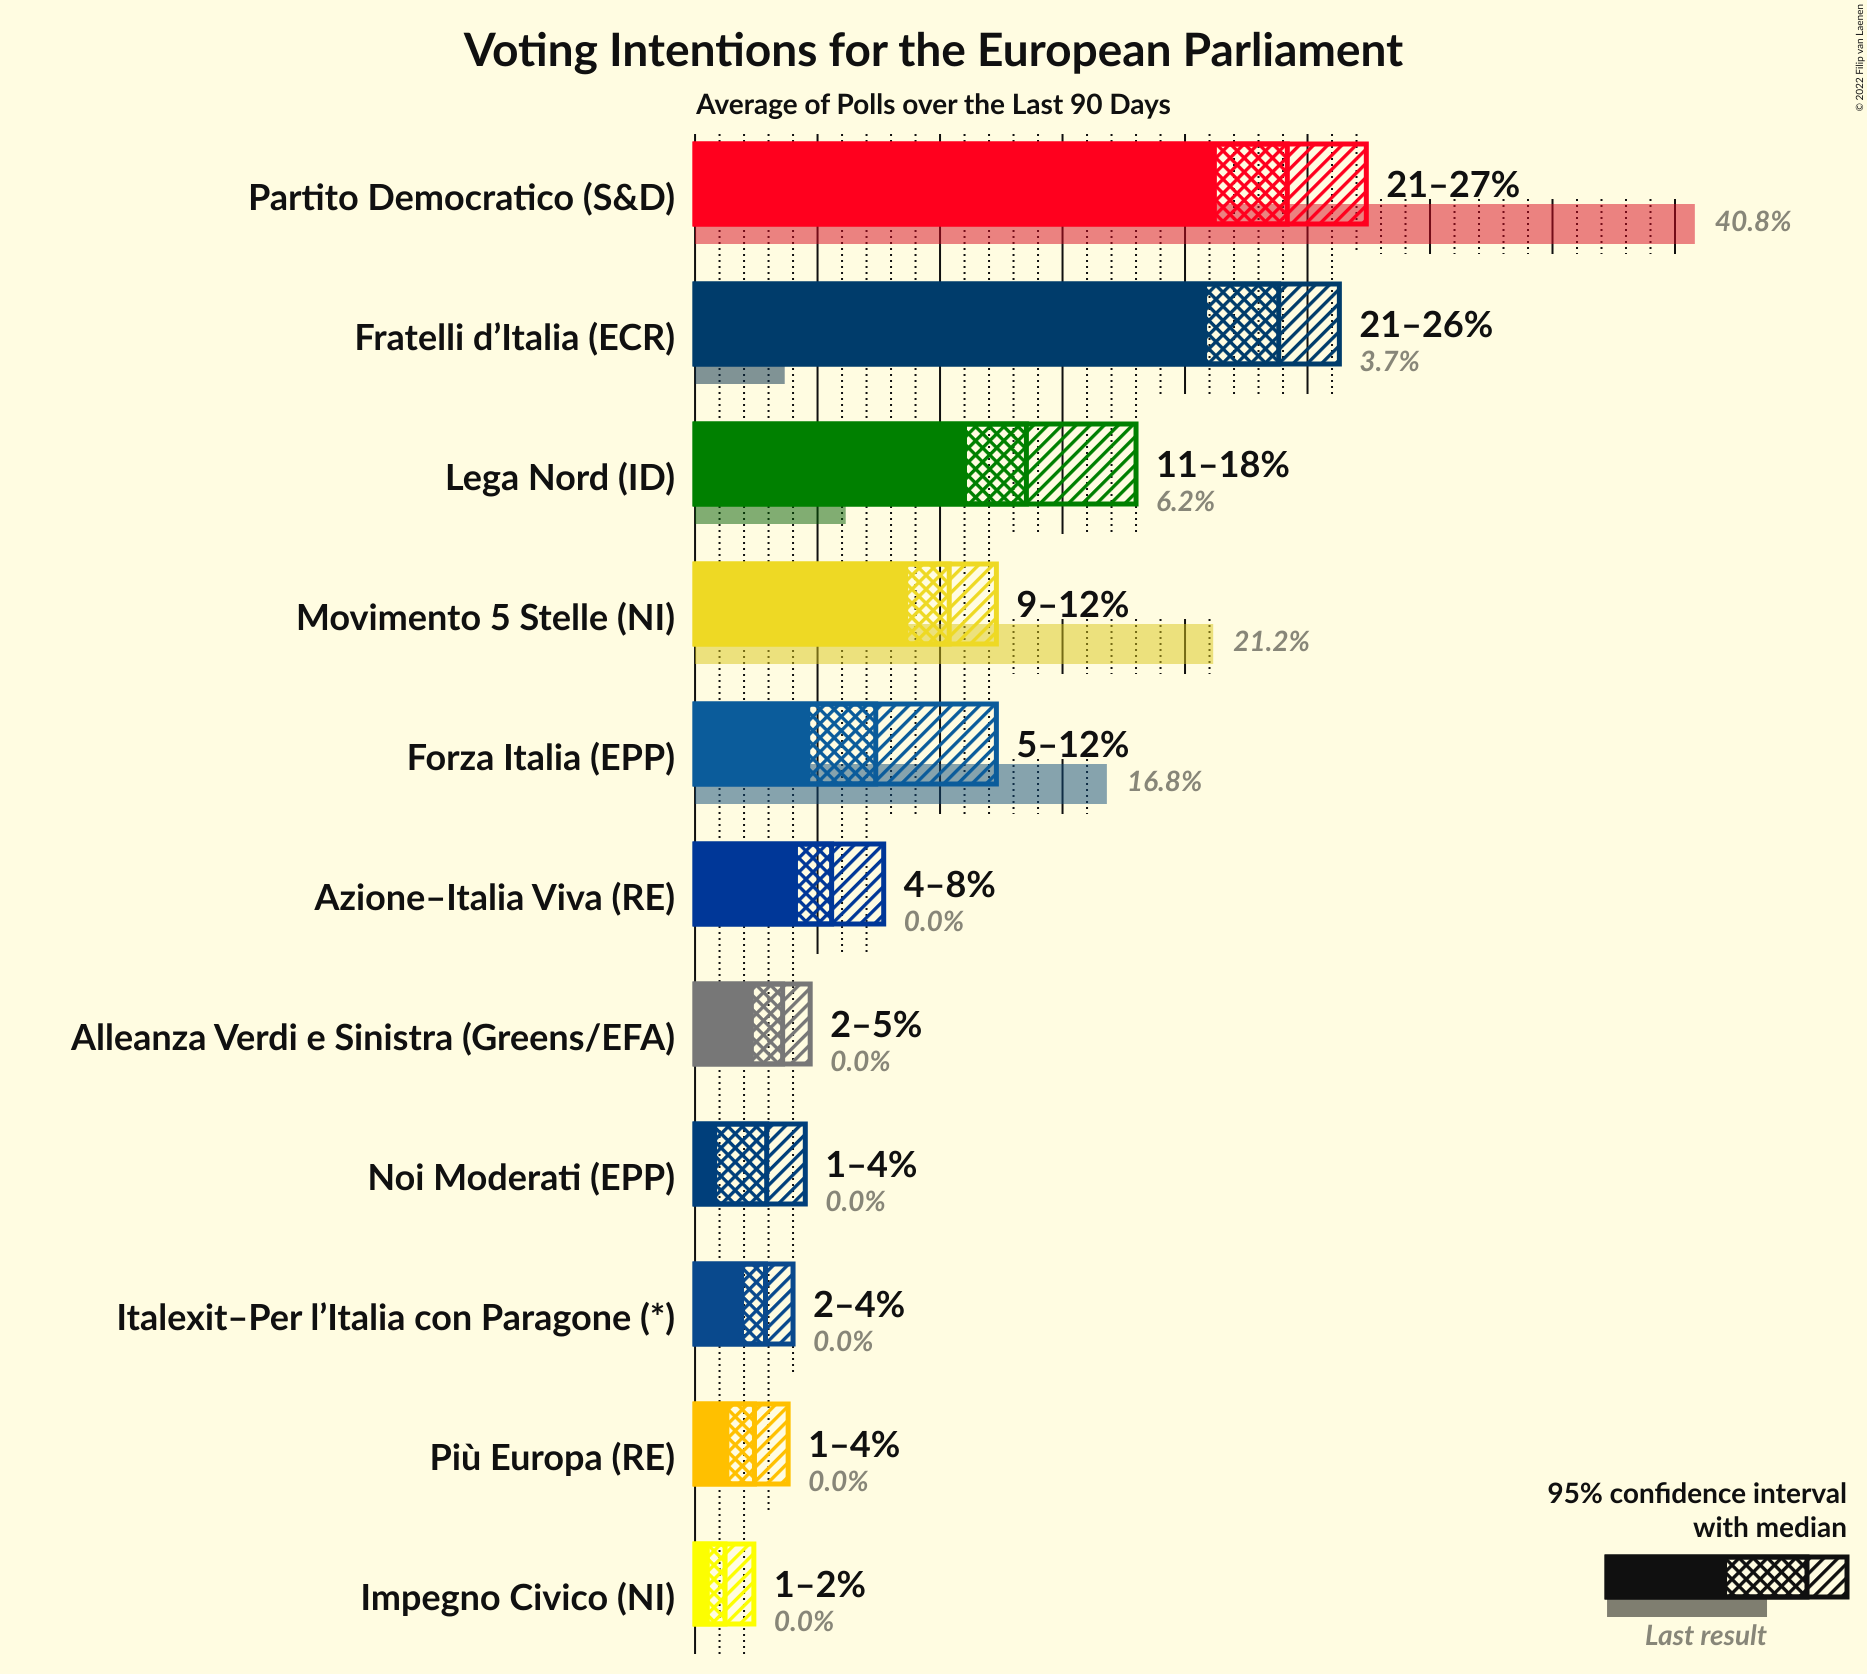 © 2022 Filip van Laenen
Voting Intentions for the European Parliament
Average of Polls over the Last 90 Days
Partito Democratico (S&D)
21–27%
40.8%
Fratelli d’Italia (ECR)
21–26%
3.7%
Lega Nord (ID)
11–18%
6.2%
Movimento 5 Stelle (NI)
9–12%
21.2%
Forza Italia (EPP)
5–12%
16.8%
Azione–Italia Viva (RE)
4–8%
0.0%
Alleanza Verdi e Sinistra (Greens/EFA)
2–5%
0.0%
Noi Moderati (EPP)
1–4%
0.0%
Italexit–Per l’Italia con Paragone (*)
2–4%
0.0%
Più Europa (RE)
1–4%
0.0%
Impegno Civico (NI)
1–2%
0.0%
95% confidence interval
with median
Last result